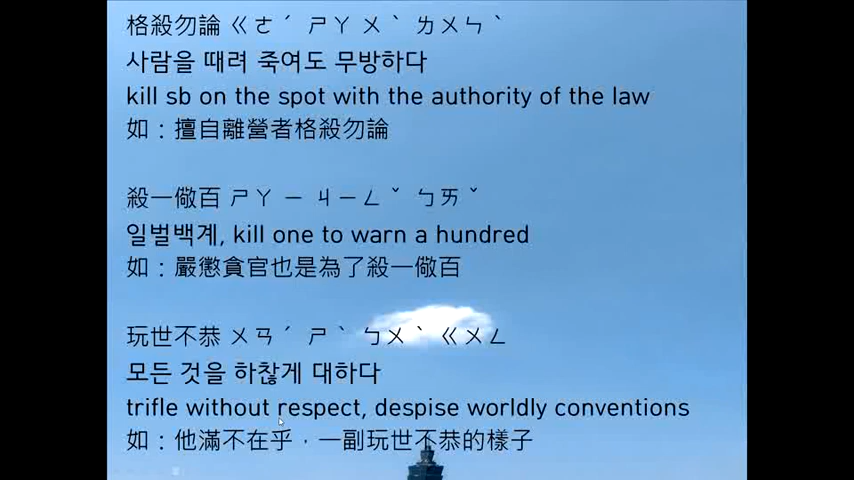 格殺勿論 ㄍㄜˊ ㄕㄚ ㄨˋ ㄌㄨㄣˋ
사람을 때려 죽여도 무방하다
kill sb on the spot with the authority of the law
如：擅自離營者格殺勿論
殺一儆百 ㄕㄚ ㄧ ㄐㄧㄥˇ ㄅㄞˇ
일벌백계, kill one to warn a hundred
如：嚴懲貪官也是為了殺一儆百
玩世不恭 ㄨㄢˊ ㄕˋ ㄅㄨˋ ㄍㄨㄥ
모든 것을 하찮게 대하다
trifle without respect, despise worldly conventions
如：他滿不在乎，一副玩世不恭的樣子